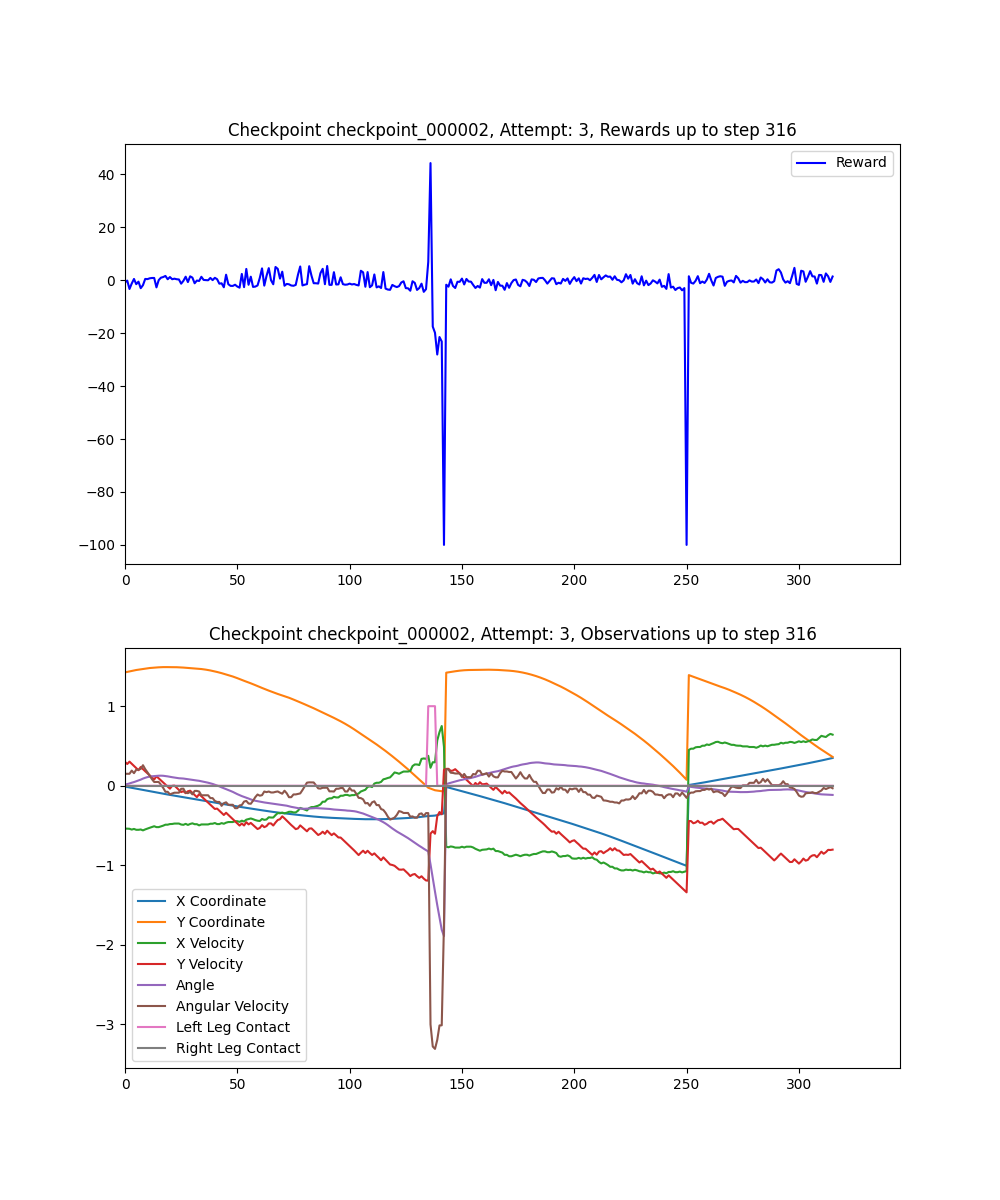 Checkpoint checkpoint_000002, Attempt: 3, Rewards up to step 316
Reward
40
20
0
−20
−40
−60
−80
−100
0 50 100 150 200 250 300
Checkpoint checkpoint_000002, Attempt: 3, Observations up to step 316
1
0
−1
−2
−3
X Coordinate
Y Coordinate
X Velocity
Y Velocity
Angle
Angular Velocity
Left Leg Contact
Right Leg Contact
0 50 100 150 200 250 300